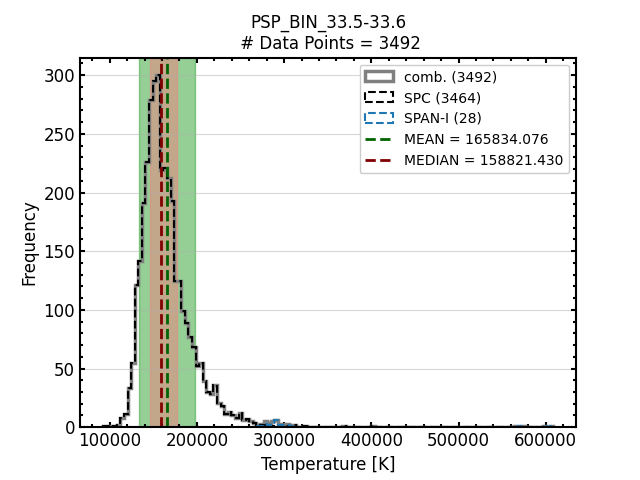 PSP_BIN_33.5-33.6
# Data Points = 3492
comb. (3492)
SPC (3464)
SPAN-I (28)
MEAN = 165834.076
MEDIAN = 158821.430
Frequency
300
250
200
150
100
50
0
100000 200000 300000 400000 500000 600000
Temperature [K]